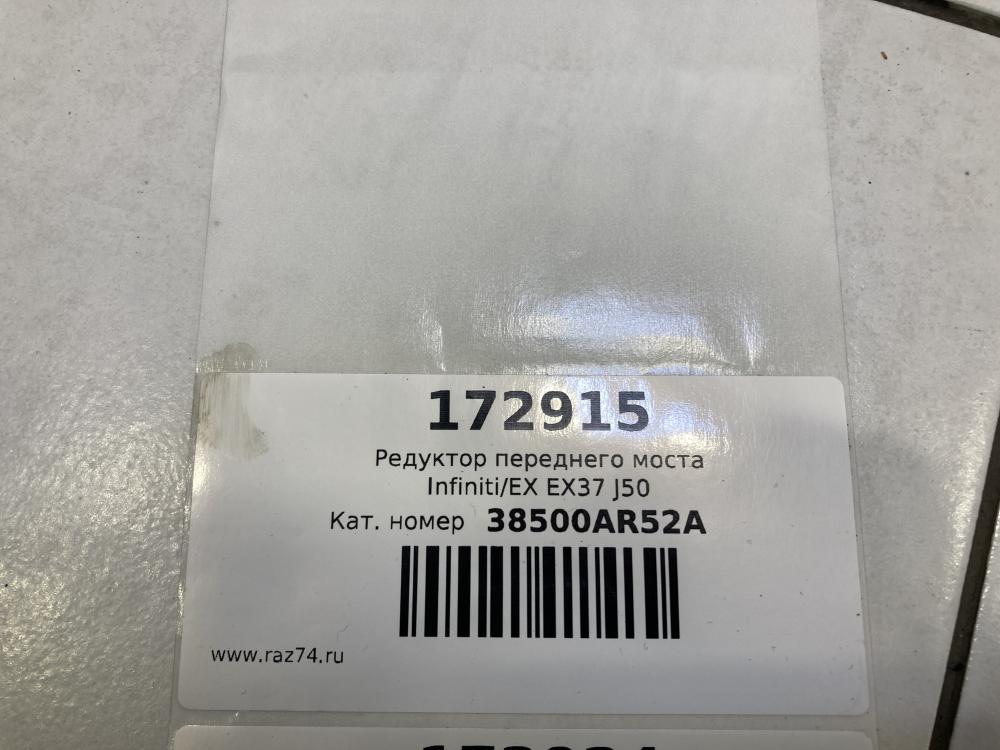 172915
Редуктор переднего моста
Infiniti/EX EX37 J50
Кат. номер 38500AR52A
www.raz74.ru